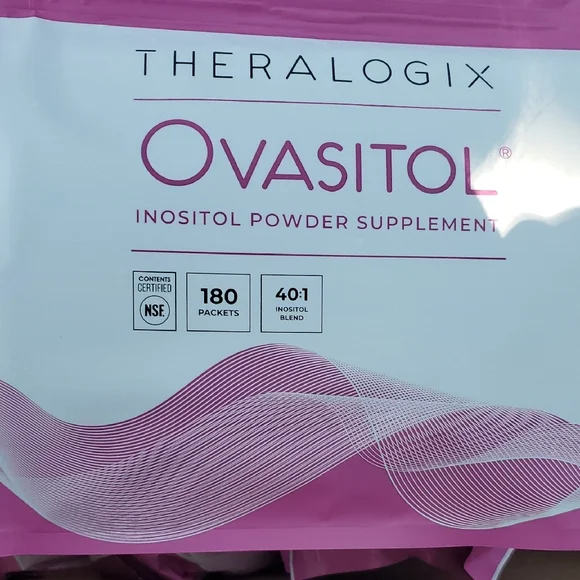 THERALOGIX
OVASITOL®
INOSITOL POWDER SUPPLEMENT
CONTENTS
CERTIFIED
NSF
180
PACKETS
40:1
INOSITOL
BLEND